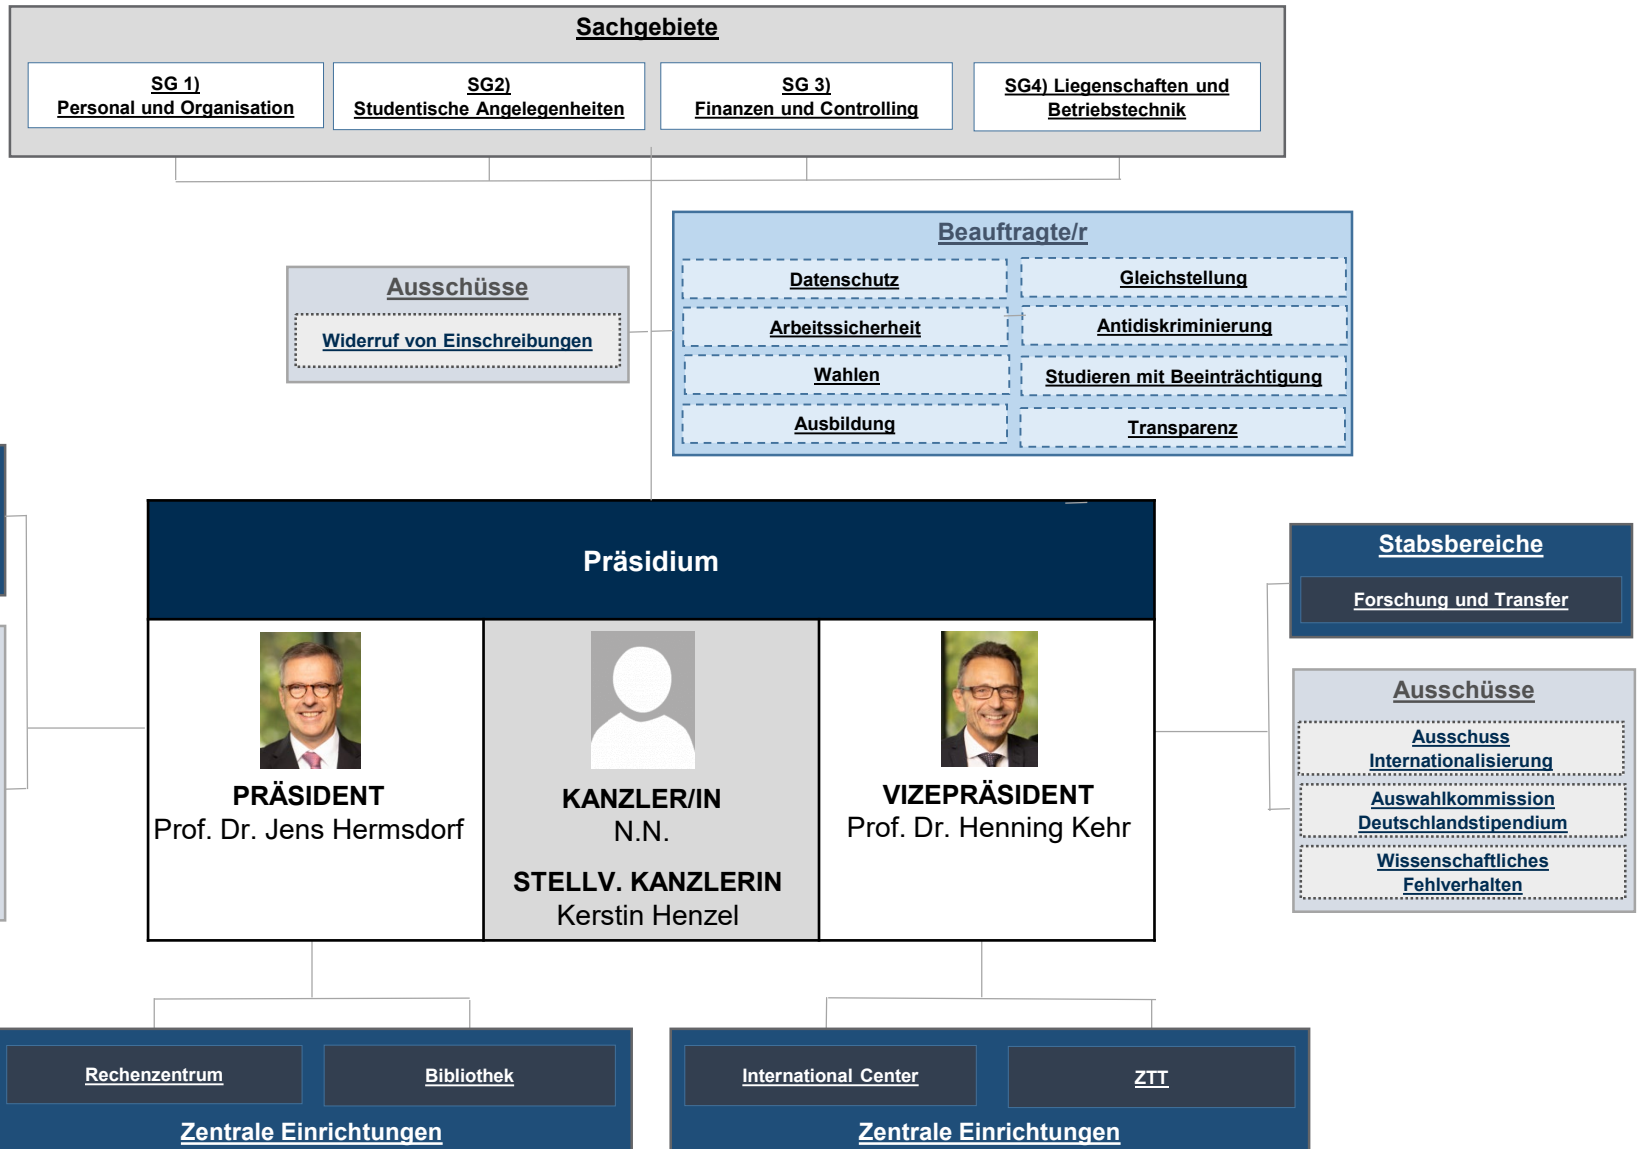 Sachgebiete
SG 1)
Personal und Organisation
SG2)
Studentische Angelegenheiten
SG 3)
Finanzen und Controlling
SG4) Liegenschaften und
Betriebstechnik
Beauftragte/r
Datenschutz
Gleichstellung
Arbeitssicherheit
Antidiskriminierung
Wahlen
Studieren mit Beeinträchtigung
Ausbildung
Transparenz
Ausschüsse
Widerruf von Einschreibungen
Präsidium
PRÄSIDENT
Prof. Dr. Jens Hermsdorf
KANZLER/IN
N.N.
STELLV. KANZLERIN
Kerstin Henzel
VIZEPRÄSIDENT
Prof. Dr. Henning Kehr
Stabsbereiche
Forschung und Transfer
Ausschüsse
Ausschuss
Internationalisierung
Auswahlkommission
Deutschlandstipendium
Wissenschaftliches
Fehlverhalten
Rechenzentrum
Bibliothek
Zentrale Einrichtungen
International Center
ZTT
Zentrale Einrichtungen